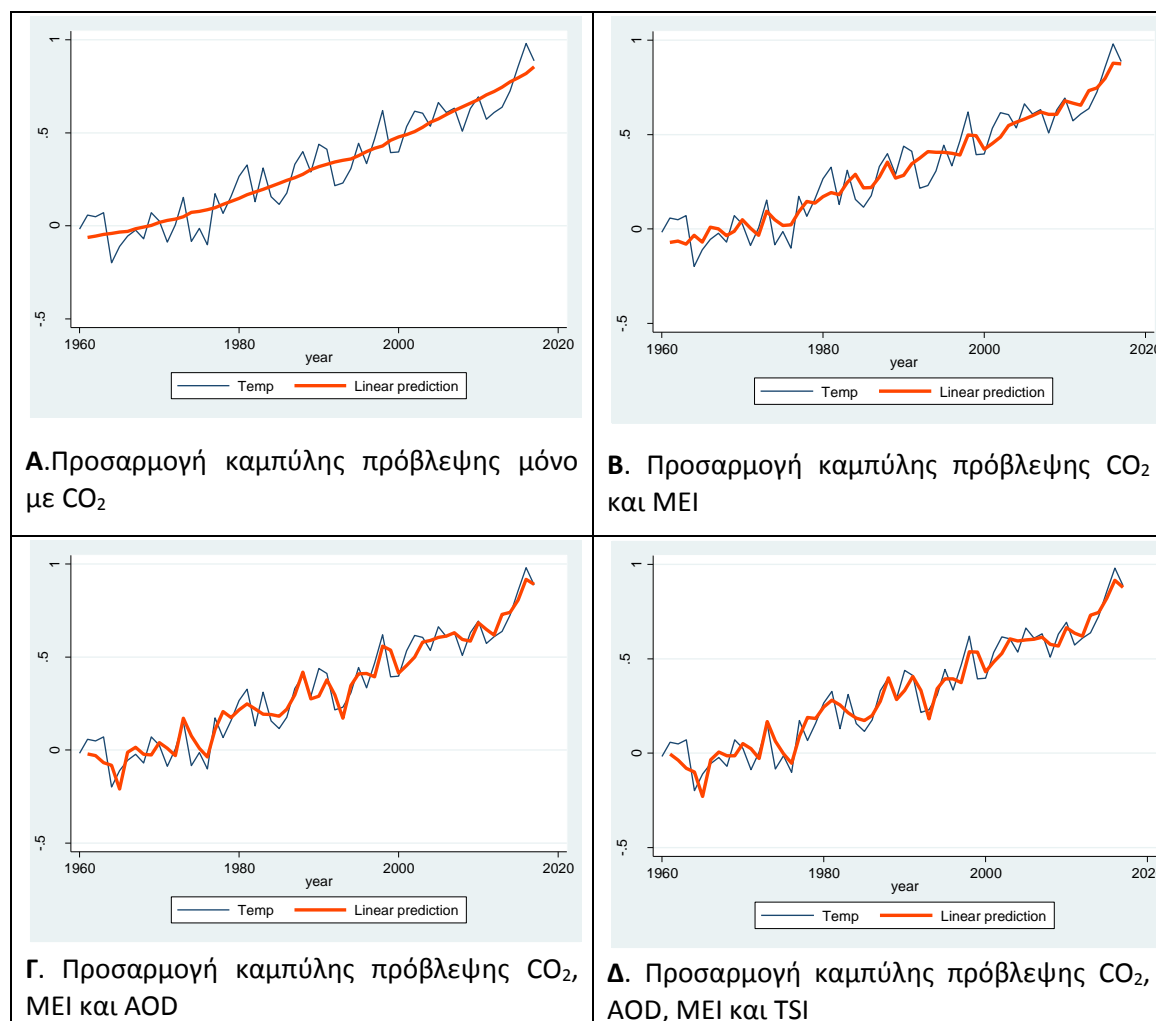 1
.5
0
-.5
1960
1980
2000
2020
year
Temp
Linear prediction
Α.Προσαρμογή καμπύλης πρόβλεψης μόνο
με CO₂
1
.5
0
-.5
1960
1980
2000
2020
year
Temp
Linear prediction
Β. Προσαρμογή καμπύλης πρόβλεψης CO₂
και MEI
1
.5
0
-.5
1960
1980
2000
2020
year
Temp
Linear prediction
Γ. Προσαρμογή καμπύλης πρόβλεψης CO₂,
MEI και AOD
1
.5
0
-.5
1960
1980
2000
202
year
Temp
Linear prediction
Δ. Προσαρμογή καμπύλης πρόβλεψης CO₂,
AOD, MEI και TSI